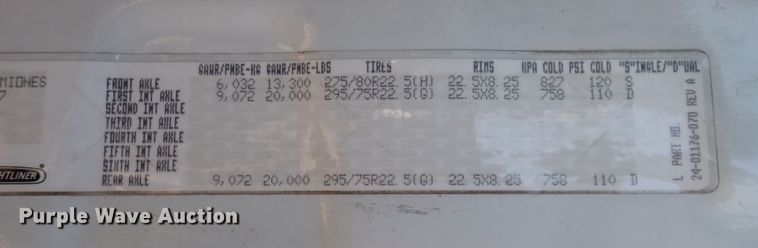 GAWR/PNBE-KG GAWR/PNBE-LBS TIRES RIMS KPA COLD PSI COLD "S"INGLE/"D"UAL
MIONES
FRONT AXLE 6,032 13,300 275/80R22.5(H) 22.5X8.25 827 120 S
7 FIRST INT AXLE 9,072 20,000 295/75R22.5(G) 22.5X8.25 758 110 D
SECOND INT AXLE
THIRD INT AXLE
FOURTH INT AXLE
FIFTH INT AXLE
SIXTH INT AXLE
HTLINER
REAR AXLE 9,072 20,000 295/75R22.5(G) 22.5X8.25 758 110 D
L PART NO.
24-01176-070 REV A
Purple Wave Auction